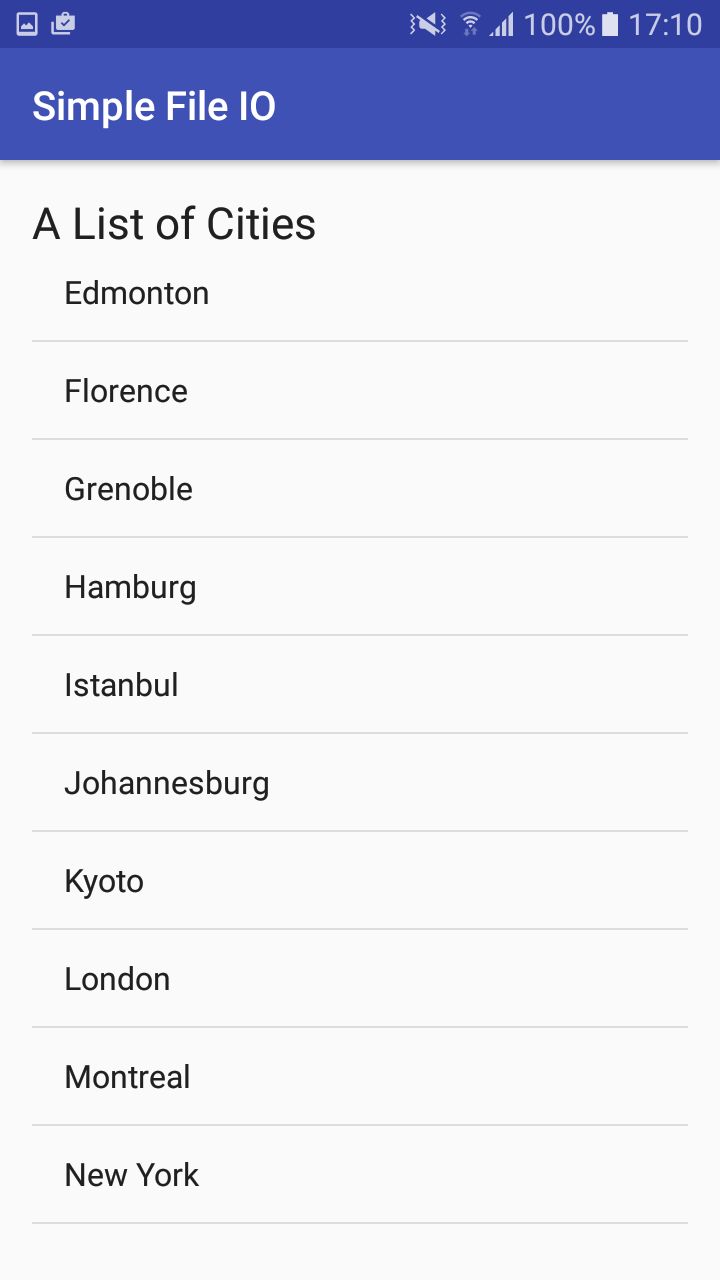 100% 17:10
Simple File IO
A List of Cities
Edmonton
Florence
Grenoble
Hamburg
Istanbul
Johannesburg
Kyoto
London
Montreal
New York